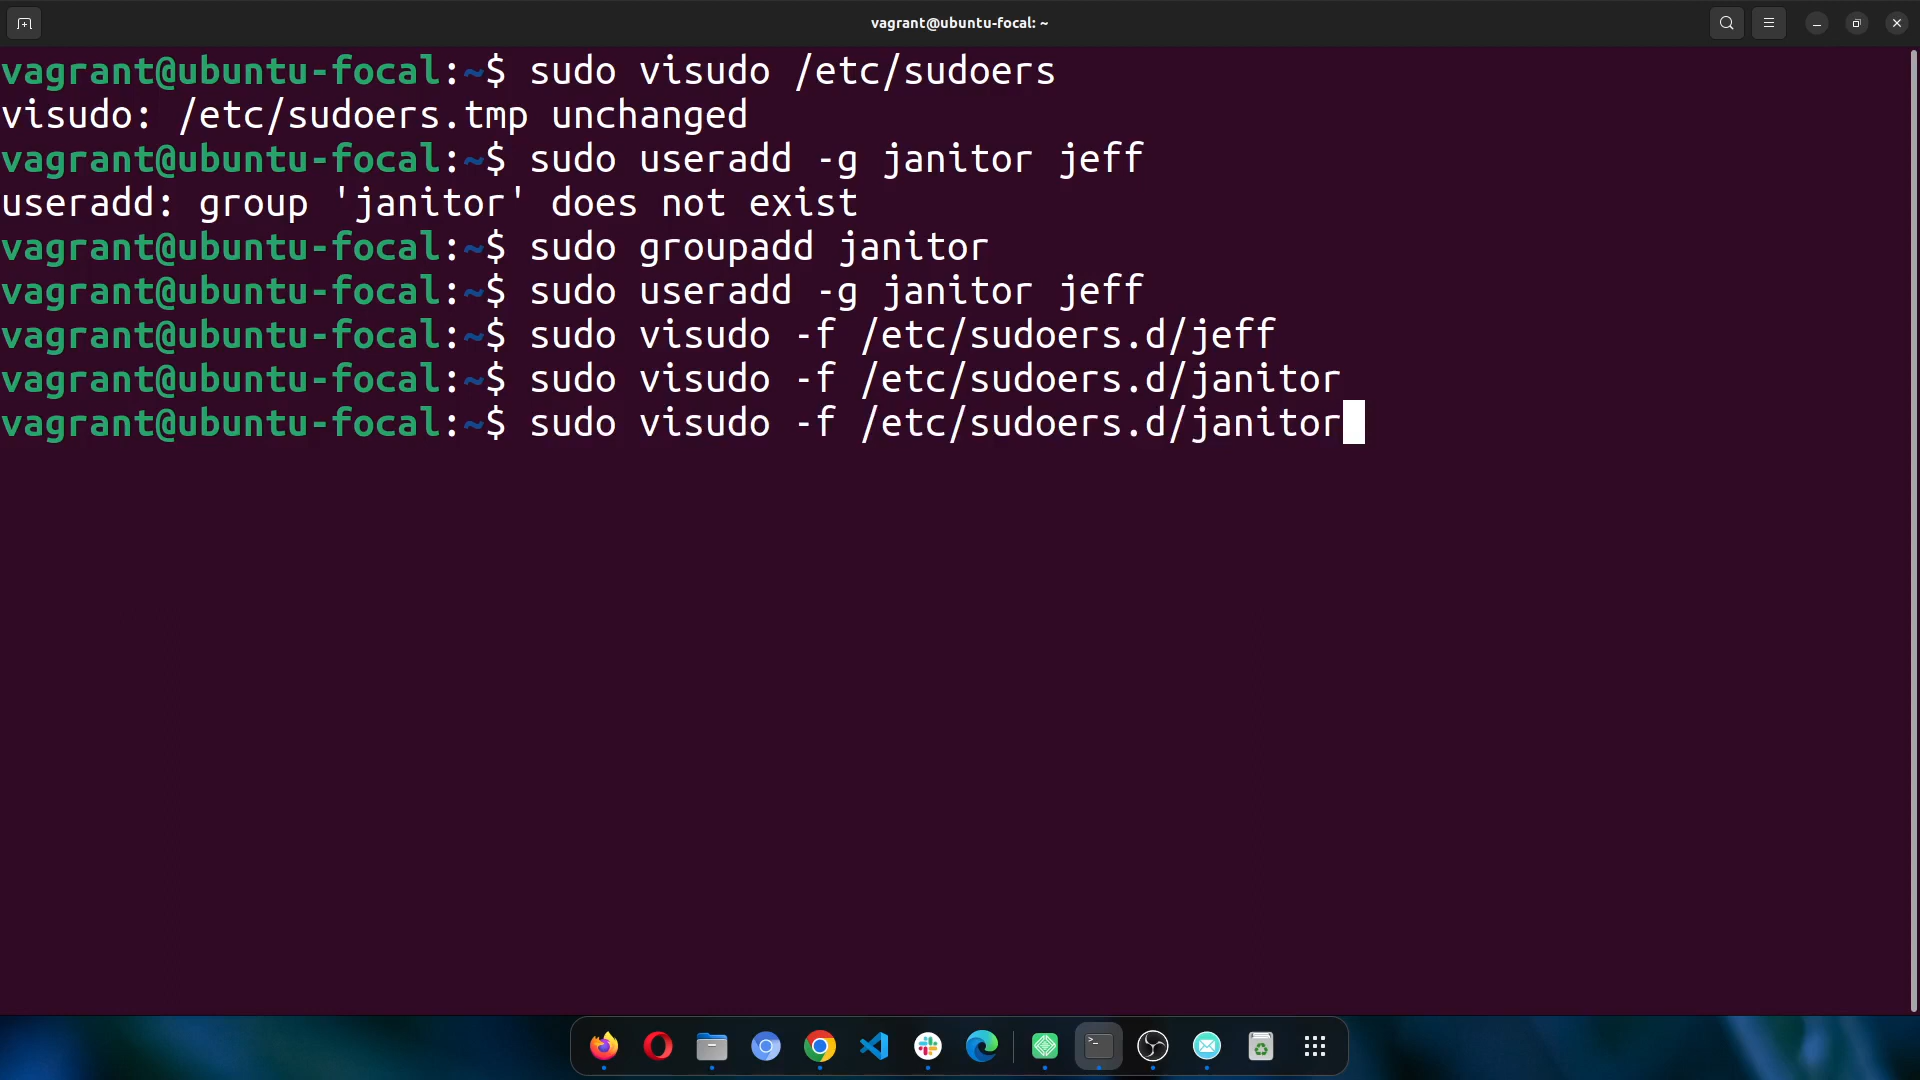 vagrant@ubuntu-focal: ~
vagrant@ubuntu-focal:~$ sudo visudo /etc/sudoers
visudo: /etc/sudoers.tmp unchanged
vagrant@ubuntu-focal:~$ sudo useradd -g janitor jeff
useradd: group 'janitor' does not exist
vagrant@ubuntu-focal:~$ sudo groupadd janitor
vagrant@ubuntu-focal:~$ sudo useradd -g janitor jeff
vagrant@ubuntu-focal:~$ sudo visudo -f /etc/sudoers.d/jeff
vagrant@ubuntu-focal:~$ sudo visudo -f /etc/sudoers.d/janitor
vagrant@ubuntu-focal:~$ sudo visudo -f /etc/sudoers.d/janitor